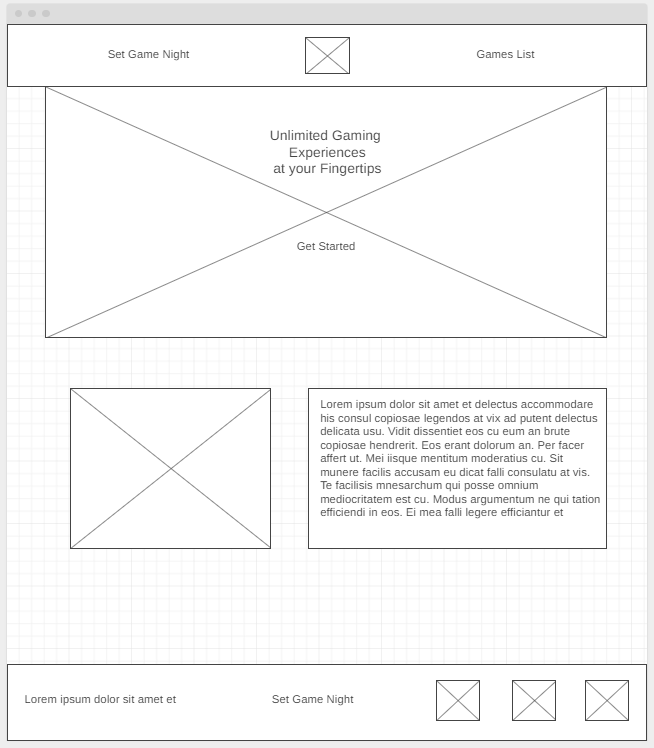 Set Game Night
Games List
Unlimited Gaming
Experiences
at your Fingertips
Get Started
Lorem ipsum dolor sit amet et delectus accommodare
his consul copiosae legendos at vix ad putent delectus
delicata usu. Vidit dissentiet eos cu eum an brute
copiosae hendrerit. Eos erant dolorum an. Per facer
affert ut. Mei iisque mentitum moderatius cu. Sit
munere facilis accusam eu dicat falli consulatu at vis.
Te facilisis mnesarchum qui posse omnium
mediocritatem est cu. Modus argumentum ne qui tation
efficiendi in eos. Ei mea falli legere efficiantur et
Lorem ipsum dolor sit amet et
Set Game Night